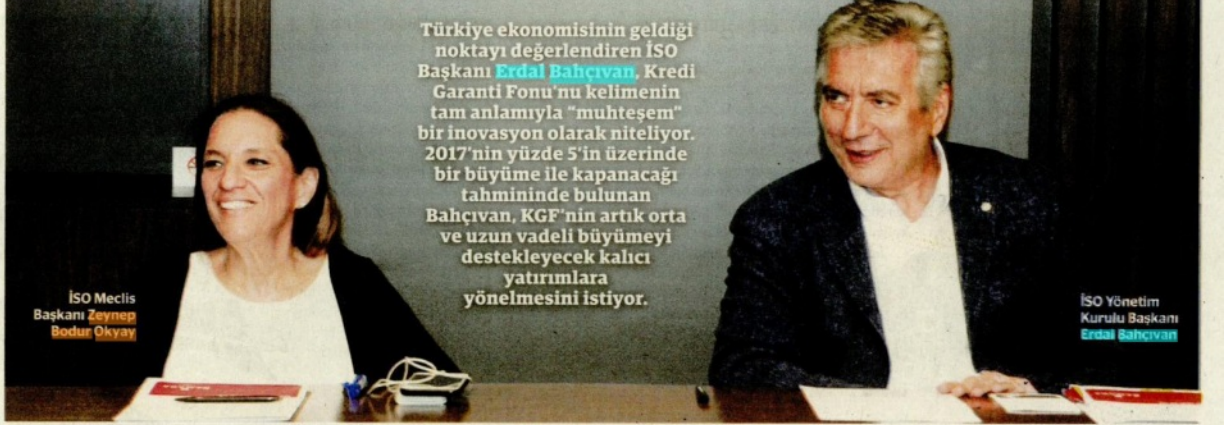 Türkiye ekonomisinin geldiği
noktayı değerlendiren İSO
Başkanı Erdal Bahçıvan, Kredi
Garanti Fonu'nu kelimenin
tam anlamıyla "muhteşem"
bir inovasyon olarak niteliyor.
2017'nin yüzde 5'in üzerinde
bir büyüme ile kapanacağı
tahmininde bulunan
Bahçıvan, KGF'nin artık orta
ve uzun vadeli büyümeyi
destekleyecek kalıcı
yatırımlara
yönelmesini istiyor.
İSO Meclis
Başkanı Zeynep
Bodur Okyay
İSO Yönetim
Kurulu Başkanı
Erdal Bahçıvan